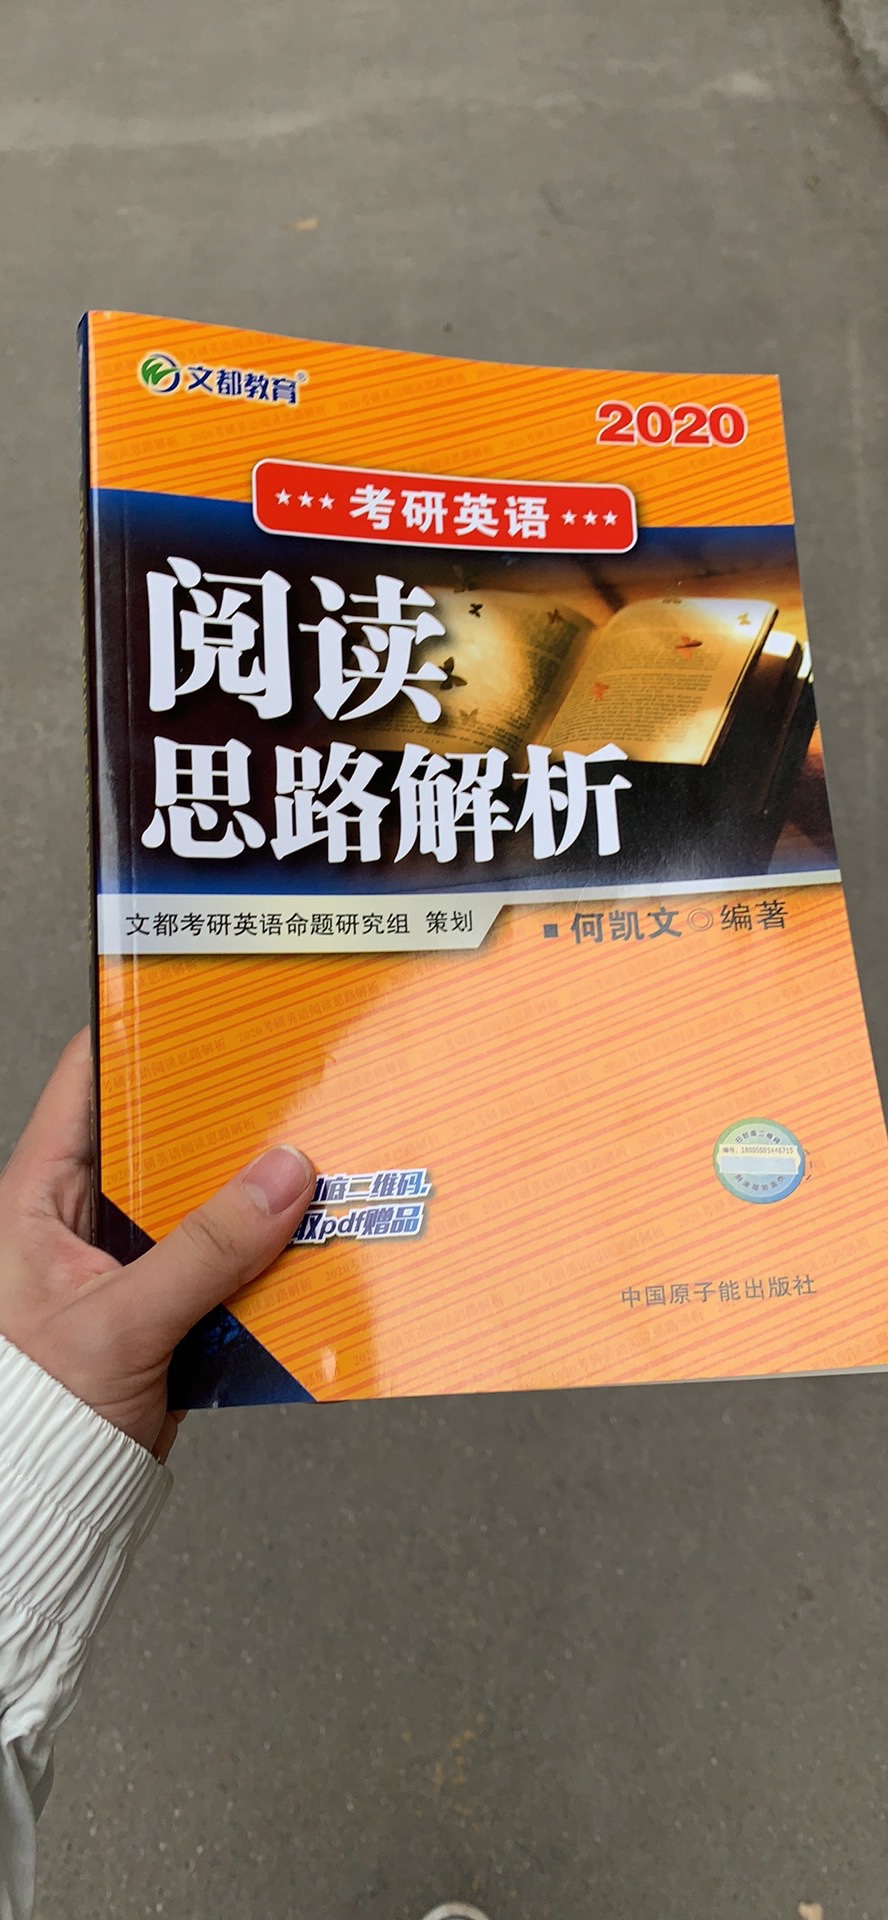 文都教育®
2020
★★★考研英语★★★
阅读
思路解析
文都考研英语命题研究组 策划
■何凯文◎编著
底二维码,
取pdf赠品
中国原子能出版社